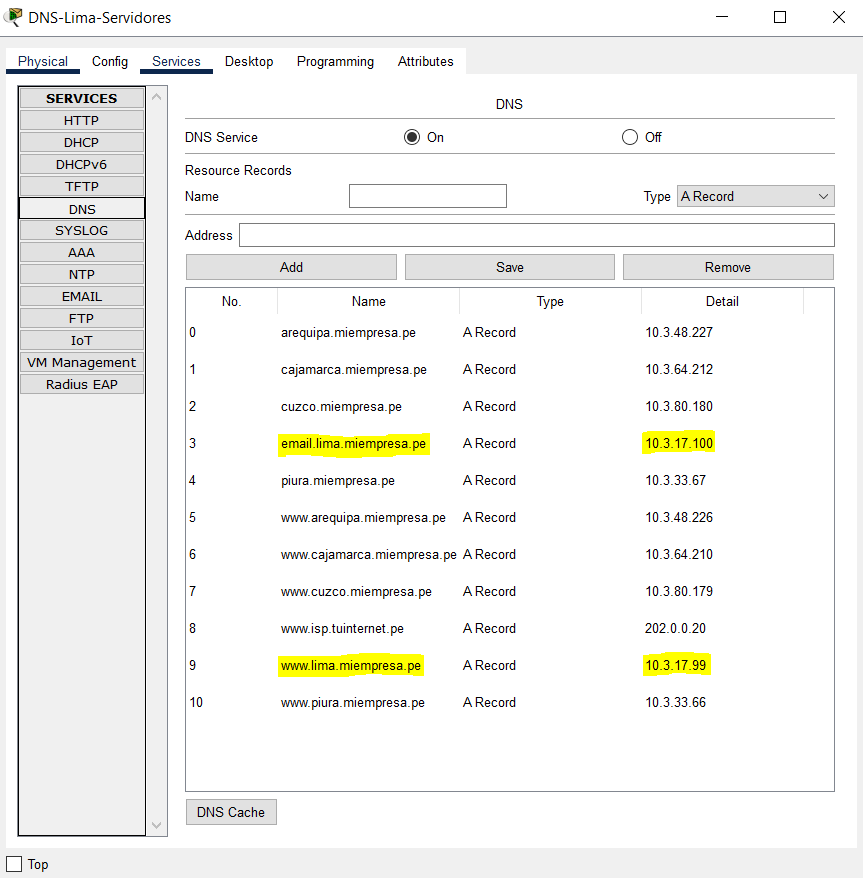 DNS-Lima-Servidores
Physical Config Services Desktop Programming Attributes
SERVICES
HTTP
DHCP
DHCPv6
TFTP
DNS
SYSLOG
AAA
NTP
EMAIL
FTP
IoT
VM Management
Radius EAP
DNS
DNS Service On Off
Resource Records
Name Type A Record
Address
Add Save Remove
No. Name Type Detail
0 arequipa.miempresa.pe A Record 10.3.48.227
1 cajamarca.miempresa.pe A Record 10.3.64.212
2 cuzco.miempresa.pe A Record 10.3.80.180
3 email.lima.miempresa.pe A Record 10.3.17.100
4 piura.miempresa.pe A Record 10.3.33.67
5 www.arequipa.miempresa.pe A Record 10.3.48.226
6 www.cajamarca.miempresa.pe A Record 10.3.64.210
7 www.cuzco.miempresa.pe A Record 10.3.80.179
8 www.isp.tuinternet.pe A Record 202.0.0.20
9 www.lima.miempresa.pe A Record 10.3.17.99
10 www.piura.miempresa.pe A Record 10.3.33.66
DNS Cache
Top